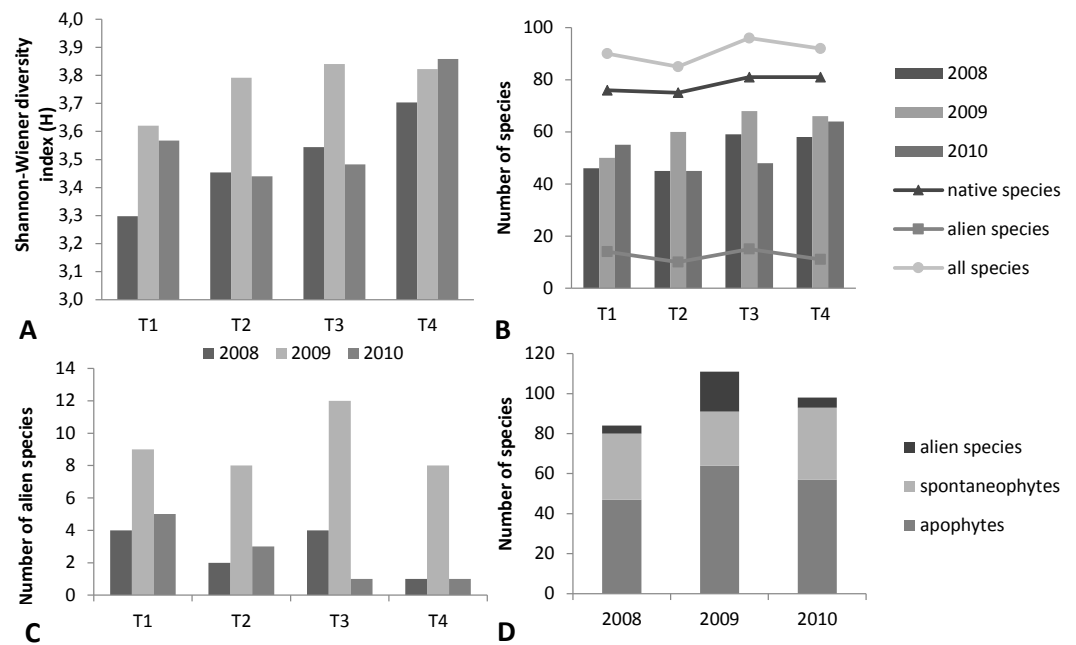 Shannon-Wiener diversity
index (H)
4,0
3,9
3,8
3,7
3,6
3,5
3,4
3,3
3,2
3,1
3,0
T1 T2 T3 T4
A
2008 2009 2010
Number of species
100
80
60
40
20
0
T1 T2 T3 T4
B
2008
2009
2010
native species
alien species
all species
Number of alien species
14
12
10
8
6
4
2
0
T1 T2 T3 T4
C
Number of species
120
100
80
60
40
20
0
2008 2009 2010
D
alien species
spontaneophytes
apophytes